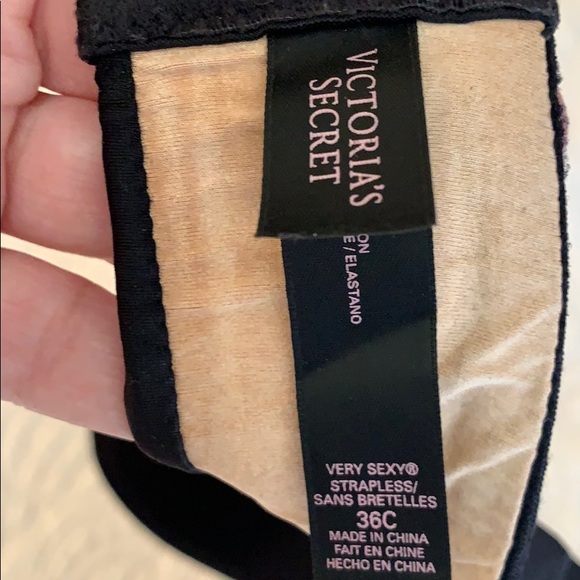 VICTORIA'S
SECRET
ON
E / ELASTANO
VERY SEXY®
STRAPLESS/
SANS BRETELLES
36C
MADE IN CHINA
FAIT EN CHINE
HECHO EN CHINA